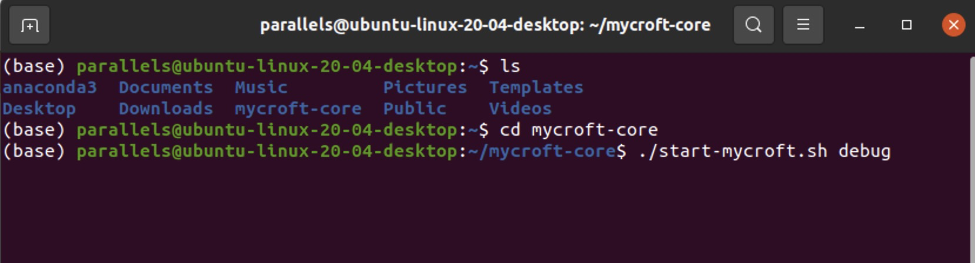 parallels@ubuntu-linux-20-04-desktop: ~/mycroft-core
(base) parallels@ubuntu-linux-20-04-desktop:~$ ls
anaconda3  Documents  Music         Pictures  Templates
Desktop    Downloads  mycroft-core  Public    Videos
(base) parallels@ubuntu-linux-20-04-desktop:~$ cd mycroft-core
(base) parallels@ubuntu-linux-20-04-desktop:~/mycroft-core$ ./start-mycroft.sh debug